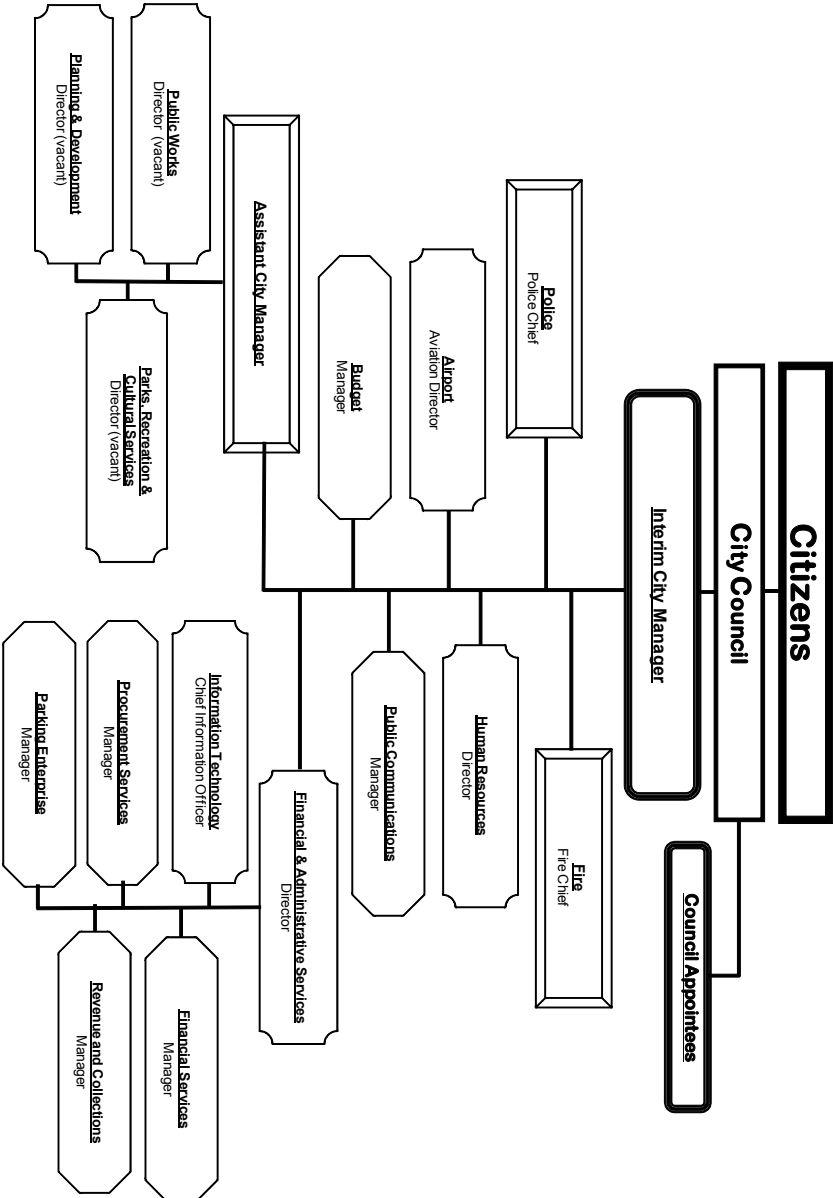 Citizens
City Council
Council Appointees
Interim City Manager
Police
Police Chief
Fire
Fire Chief
Airport
Aviation Director
Human Resources
Director
Budget
Manager
Public Communications
Manager
Assistant City Manager
Financial & Administrative Services
Director
Public Works
Director (vacant)
Planning & Development
Director (vacant)
Parks, Recreation &
Cultural Services
Director (vacant)
Information Technology
Chief Information Officer
Procurement Services
Manager
Parking Enterprise
Manager
Financial Services
Manager
Revenue and Collections
Manager